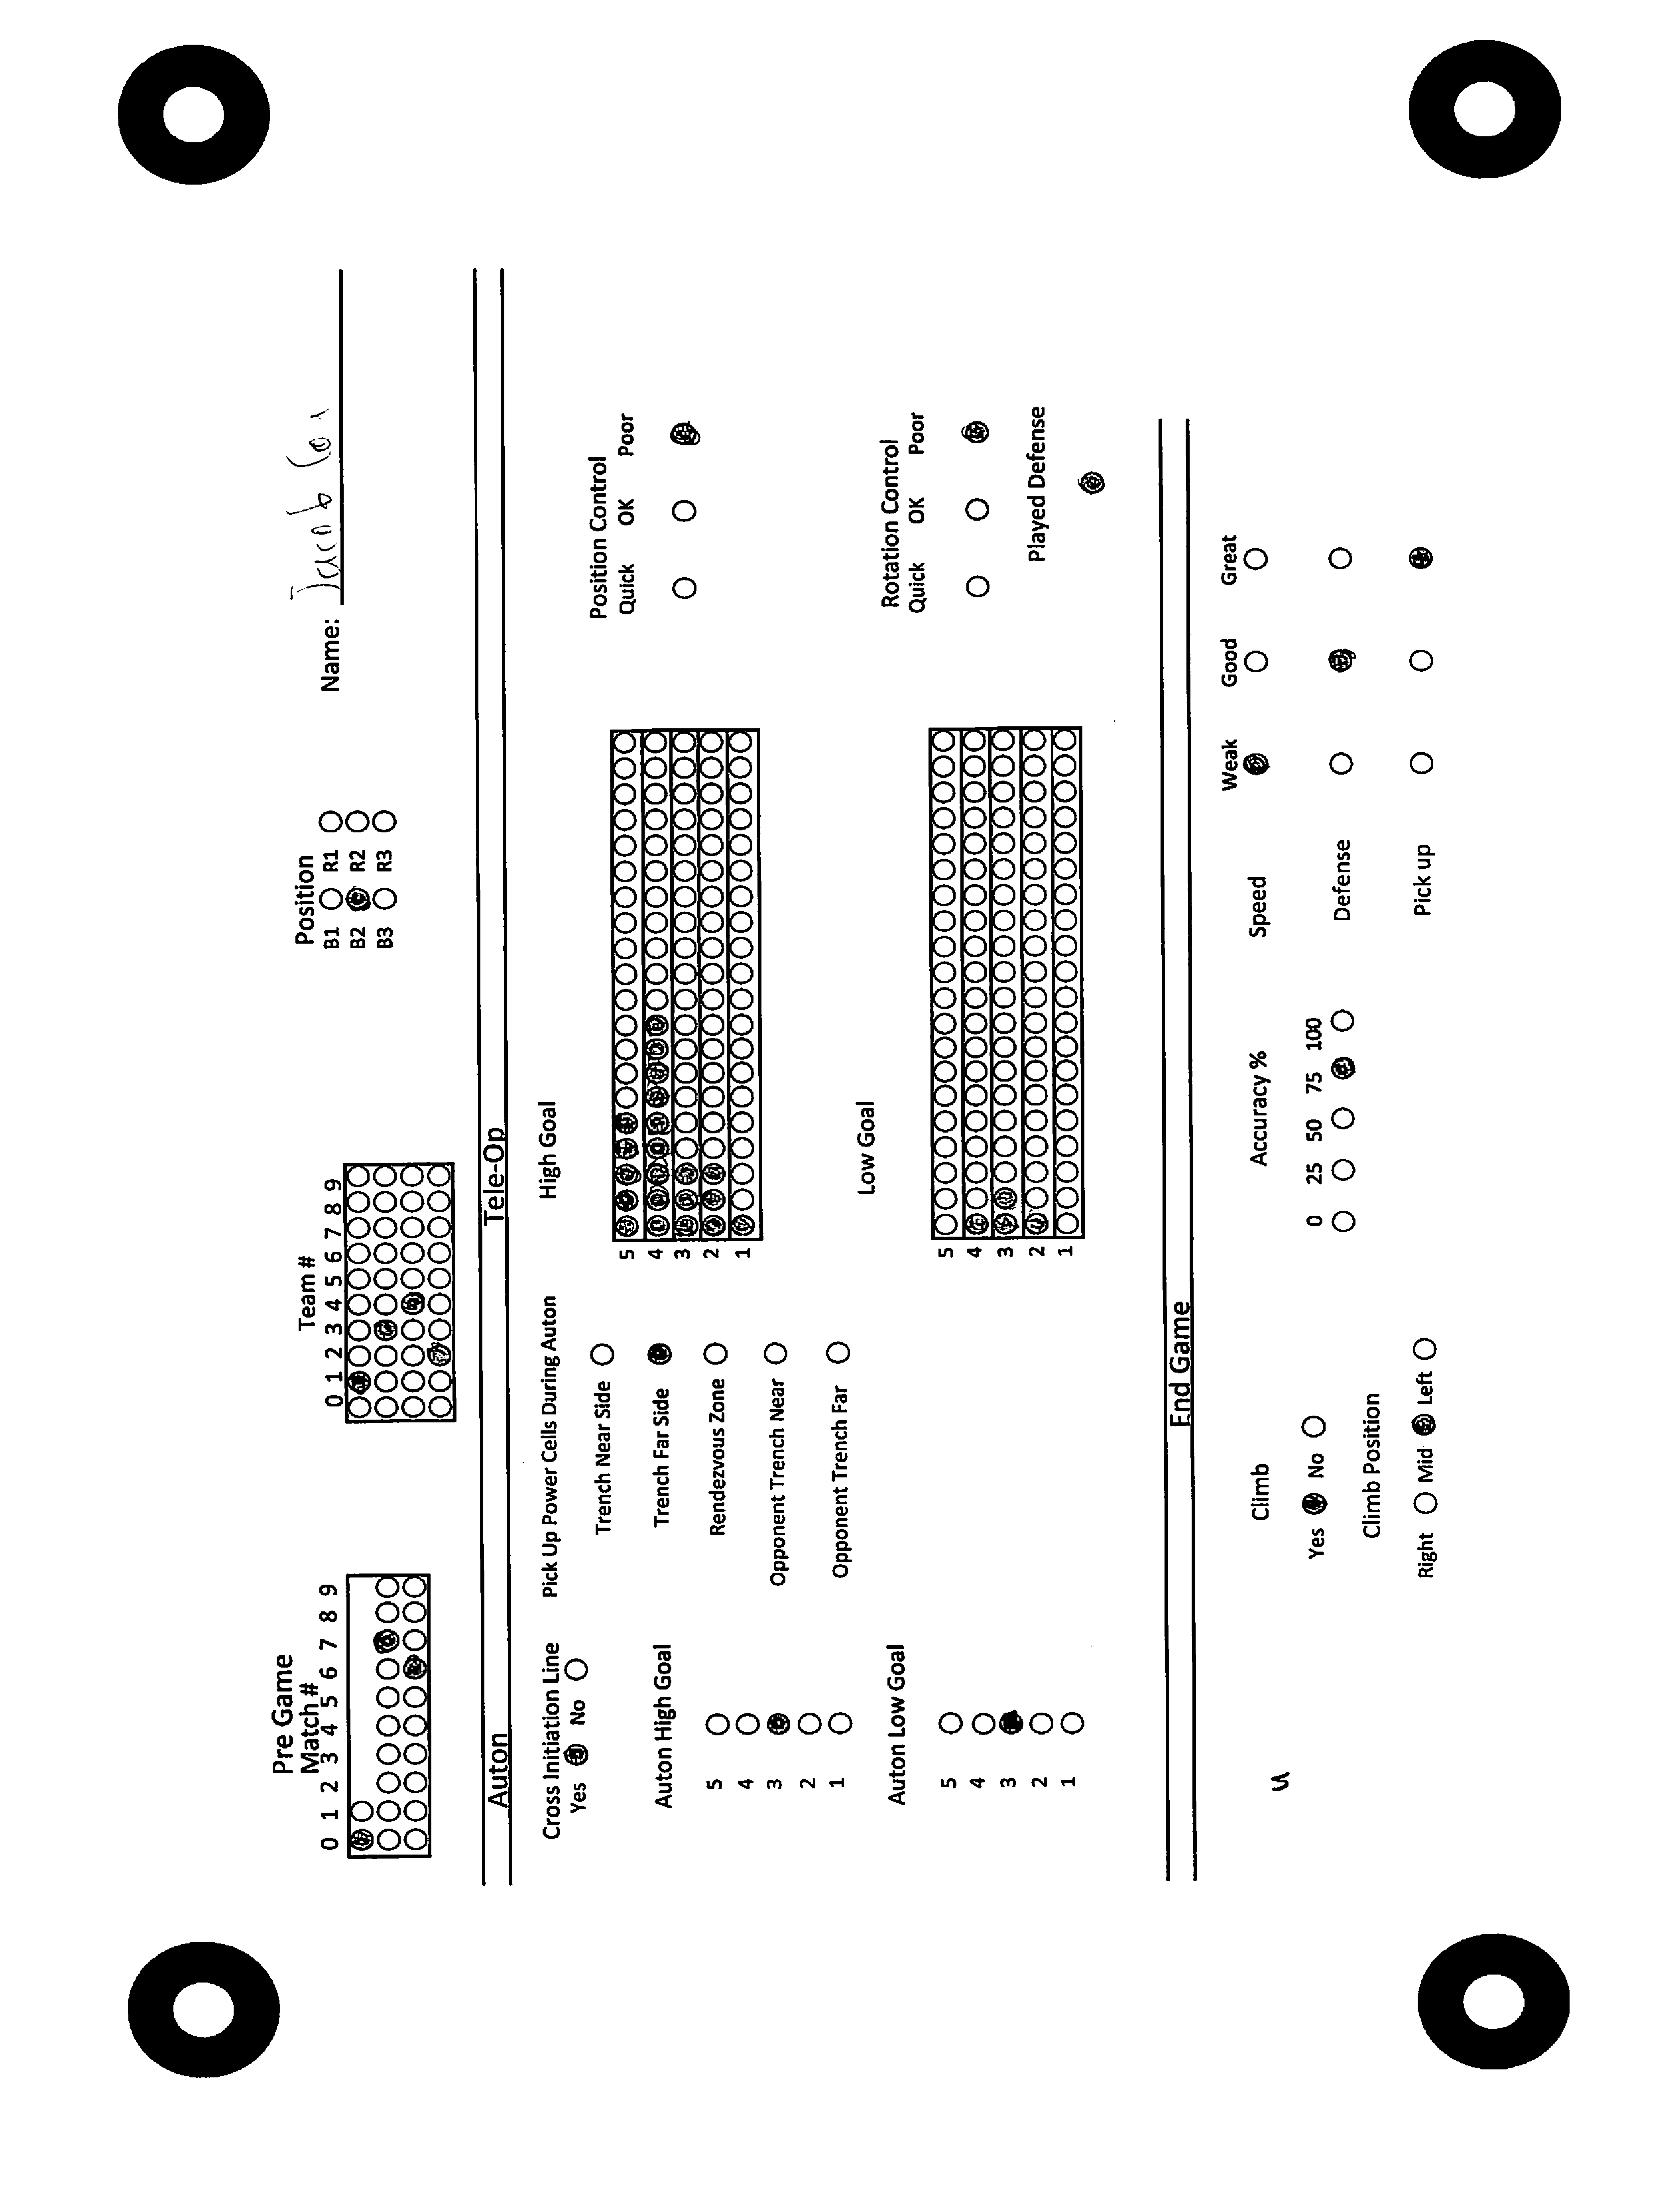 Pre Game
Match #
0 1 2 3 4 5 6 7 8 9
Team #
0 1 2 3 4 5 6 7 8 9
Position
B1 R1
B2 R2
B3 R3
Name: Jacob
Auton
Tele-Op
Cross Initiation Line
Yes No
Auton High Goal
5
4
3
2
1
Auton Low Goal
5
4
3
2
1
Pick Up Power Cells During Auton
Trench Near Side
Trench Far Side
Rendezvous Zone
Opponent Trench Near
Opponent Trench Far
High Goal
5
4
3
2
1
Low Goal
5
4
3
2
1
Position Control
Quick OK Poor
Rotation Control
Quick OK Poor
Played Defense
End Game
Climb
Yes No
Climb Position
Right Mid Left
Accuracy %
0 25 50 75 100
Weak Good Great
Speed
Defense
Pick up